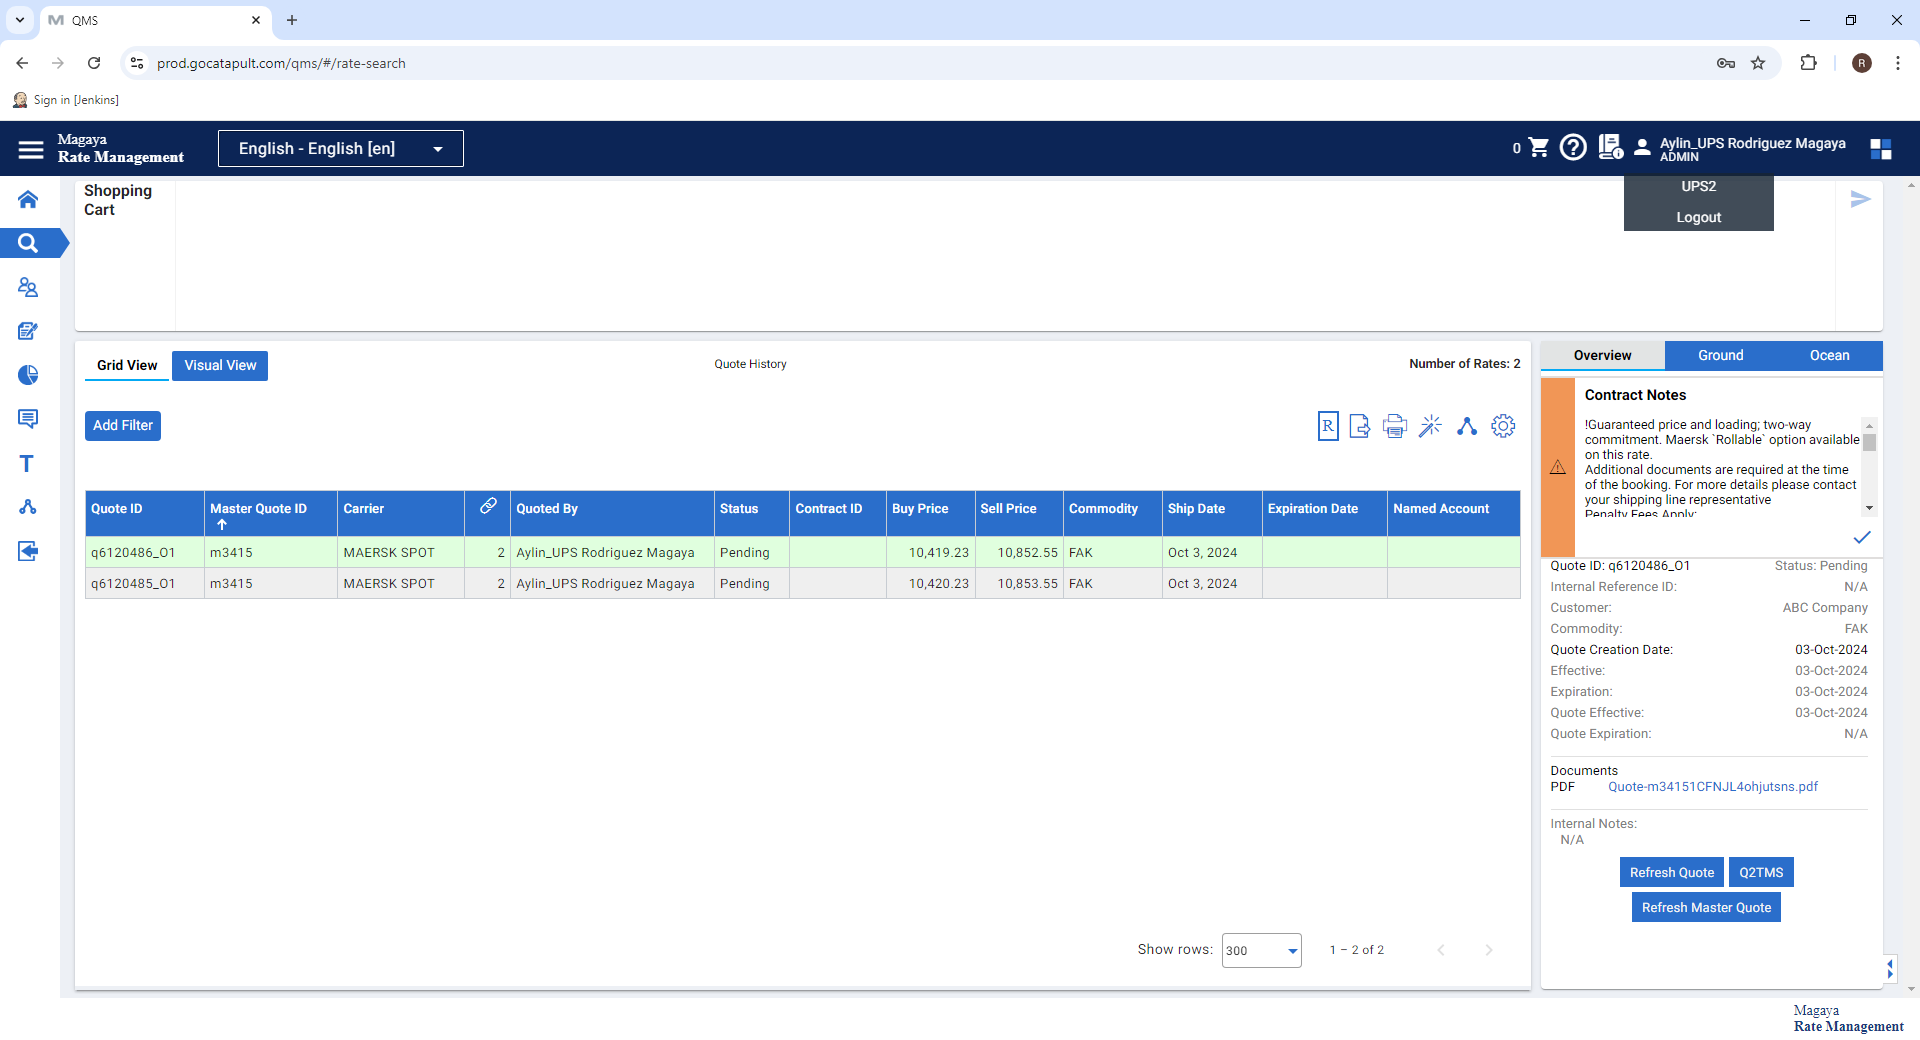 QMS
prod.gocatapult.com/qms/#/rate-search
R
Sign in [Jenkins]
Magaya
Rate Management
English - English [en]
0
Aylin_UPS Rodriguez Magaya
ADMIN
UPS2
Logout
Shopping
Cart
Grid View
Visual View
Quote History
Number of Rates: 2
Add Filter
R
Quote ID Master Quote ID Carrier Quoted By Status Contract ID Buy Price Sell Price Commodity Ship Date Expiration Date Named Account
q6120486_O1 m3415 MAERSK SPOT 2 Aylin_UPS Rodriguez Magaya Pending 10,419.23 10,852.55 FAK Oct 3, 2024
q6120485_O1 m3415 MAERSK SPOT 2 Aylin_UPS Rodriguez Magaya Pending 10,420.23 10,853.55 FAK Oct 3, 2024
Show rows: 300 1 – 2 of 2
Overview Ground Ocean
Contract Notes
!Guaranteed price and loading; two-way
commitment. Maersk `Rollable` option available
on this rate.
Additional documents are required at the time
of the booking. For more details please contact
your shipping line representative
Penalty Fees Apply:
Quote ID: q6120486_O1 Status: Pending
Internal Reference ID: N/A
Customer: ABC Company
Commodity: FAK
Quote Creation Date: 03-Oct-2024
Effective: 03-Oct-2024
Expiration: 03-Oct-2024
Quote Effective: 03-Oct-2024
Quote Expiration: N/A
Documents
PDF Quote-m34151CFNJL4ohjutsns.pdf
Internal Notes:
N/A
Refresh Quote Q2TMS
Refresh Master Quote
Magaya
Rate Management